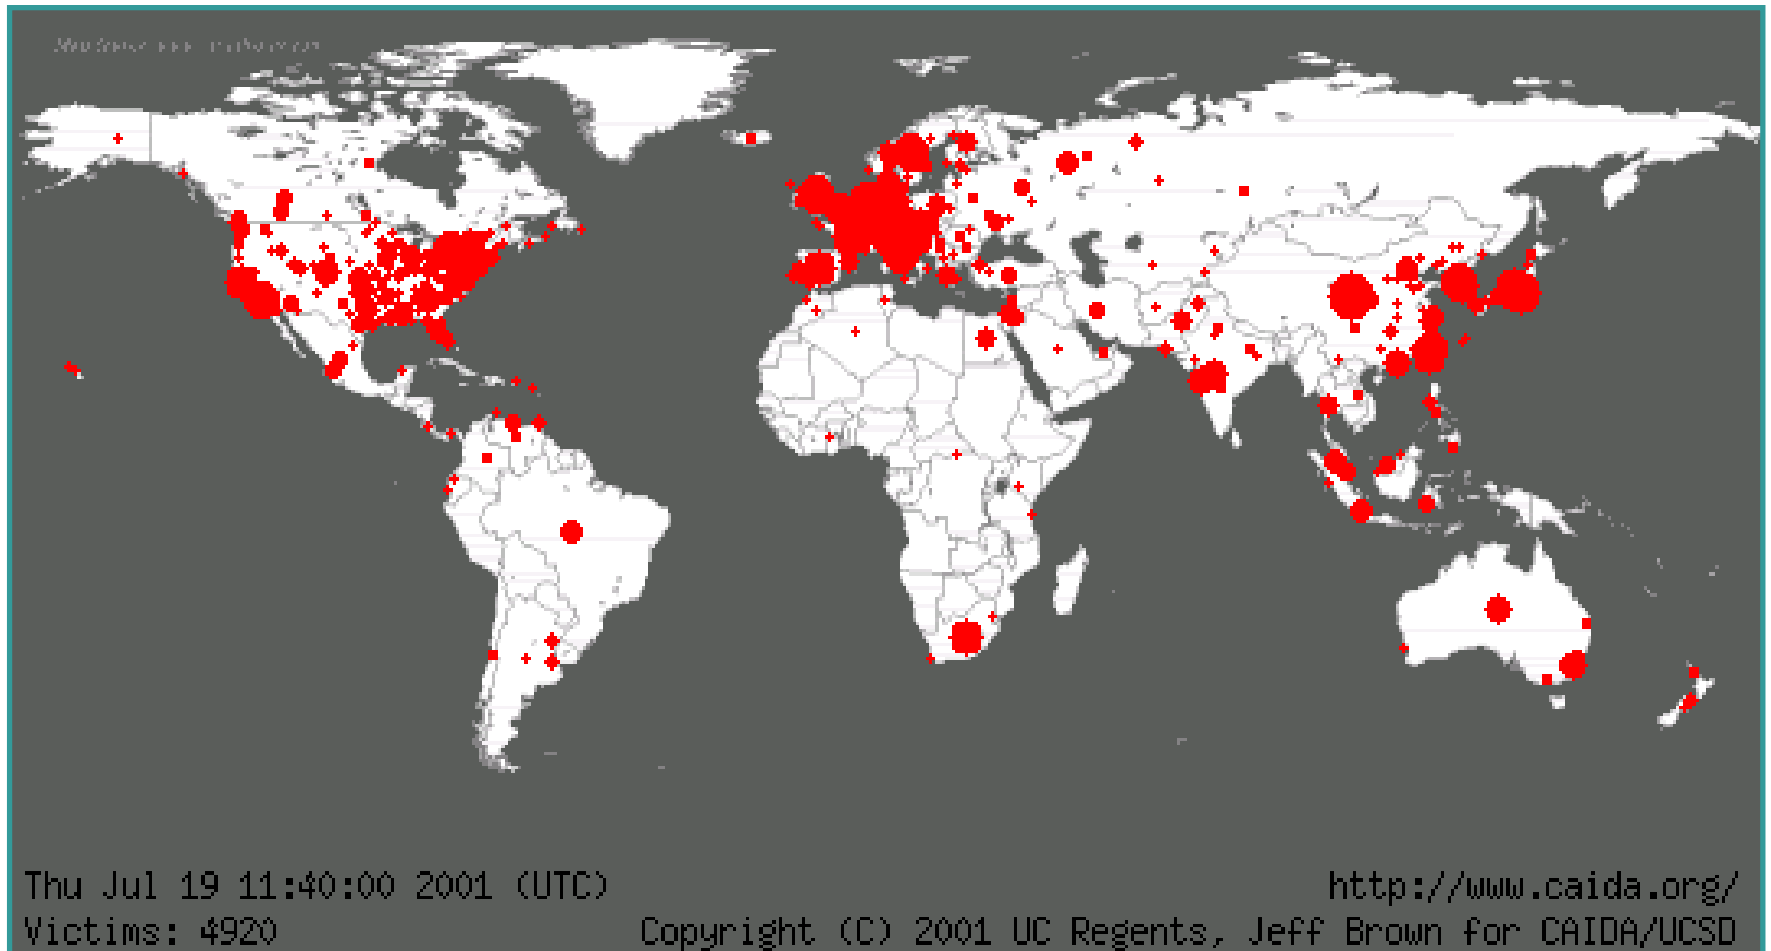 Thu Jul 19 11:40:00 2001 (UTC)
http://www.caida.org/
Victims: 4920
Copyright (C) 2001 UC Regents, Jeff Brown for CAIDA/UCSD